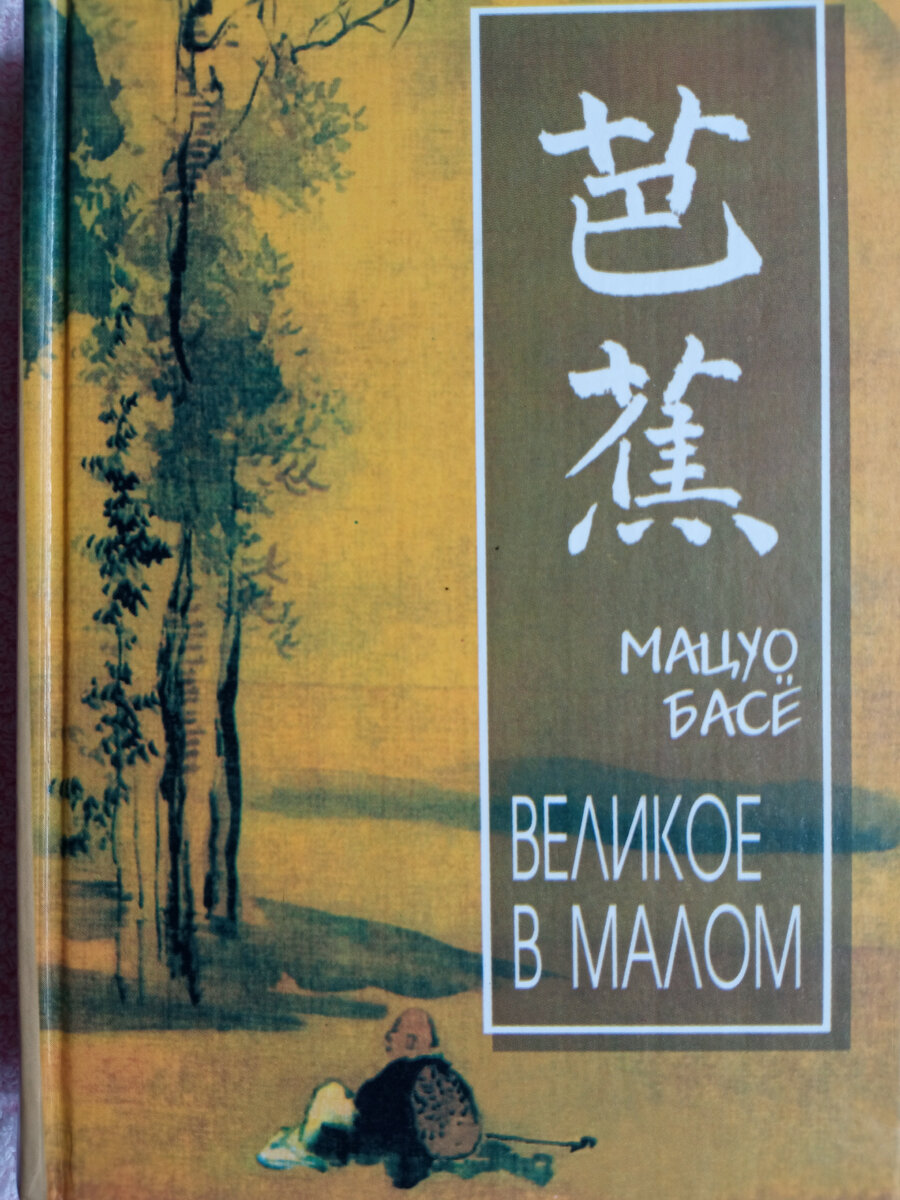 芭
蕉
МАЦУО
БАСЁ
ВЕЛИКОЕ
В МАЛОМ